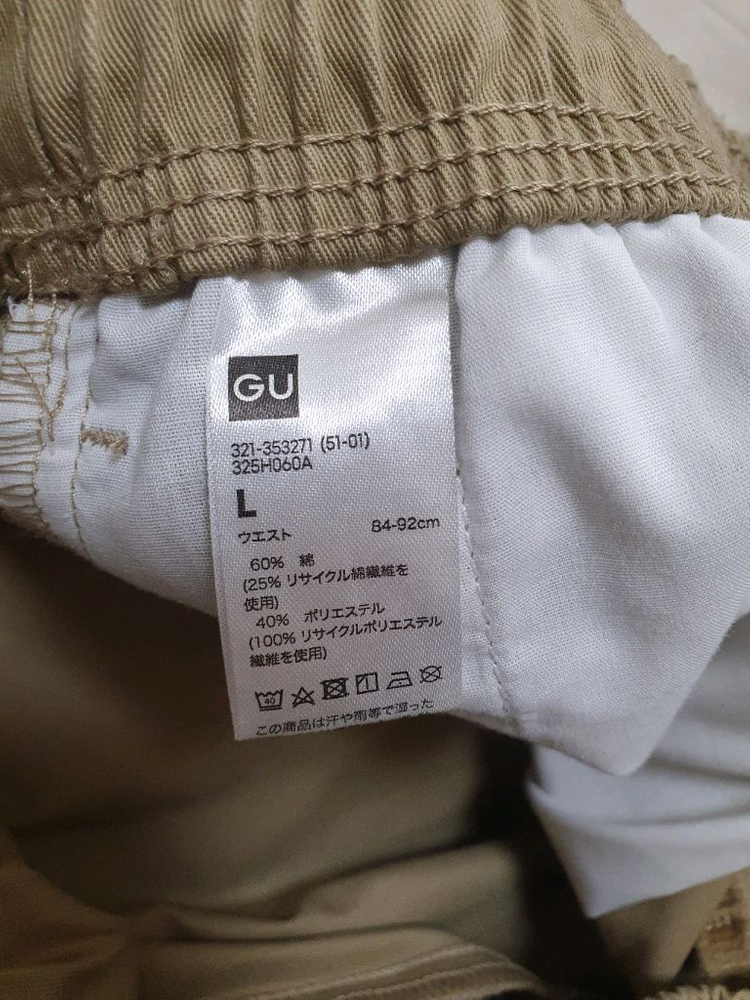 GU
321-353271 (51-01)
325H060A
L
ウエスト 84-92cm
60% 綿
(25% リサイクル綿繊維を
使用)
40% ポリエステル
(100% リサイクルポリエステル
繊維を使用)
40
この商品は汗や雨等で湿った